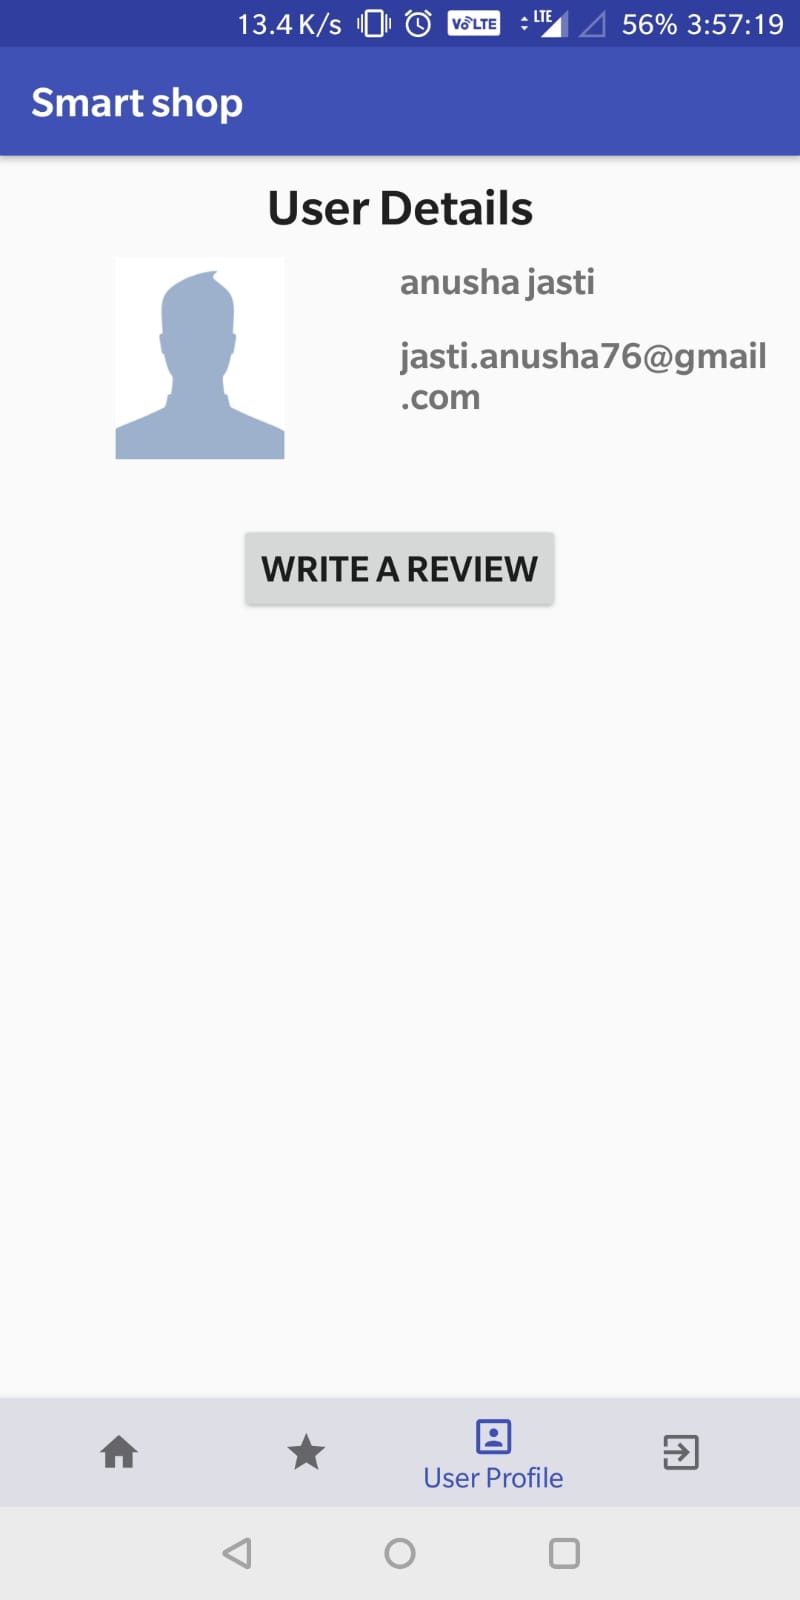 13.4 K/s VoLTE LTE 56% 3:57:19
Smart shop
User Details
anusha jasti
jasti.anusha76@gmail
.com
WRITE A REVIEW
User Profile